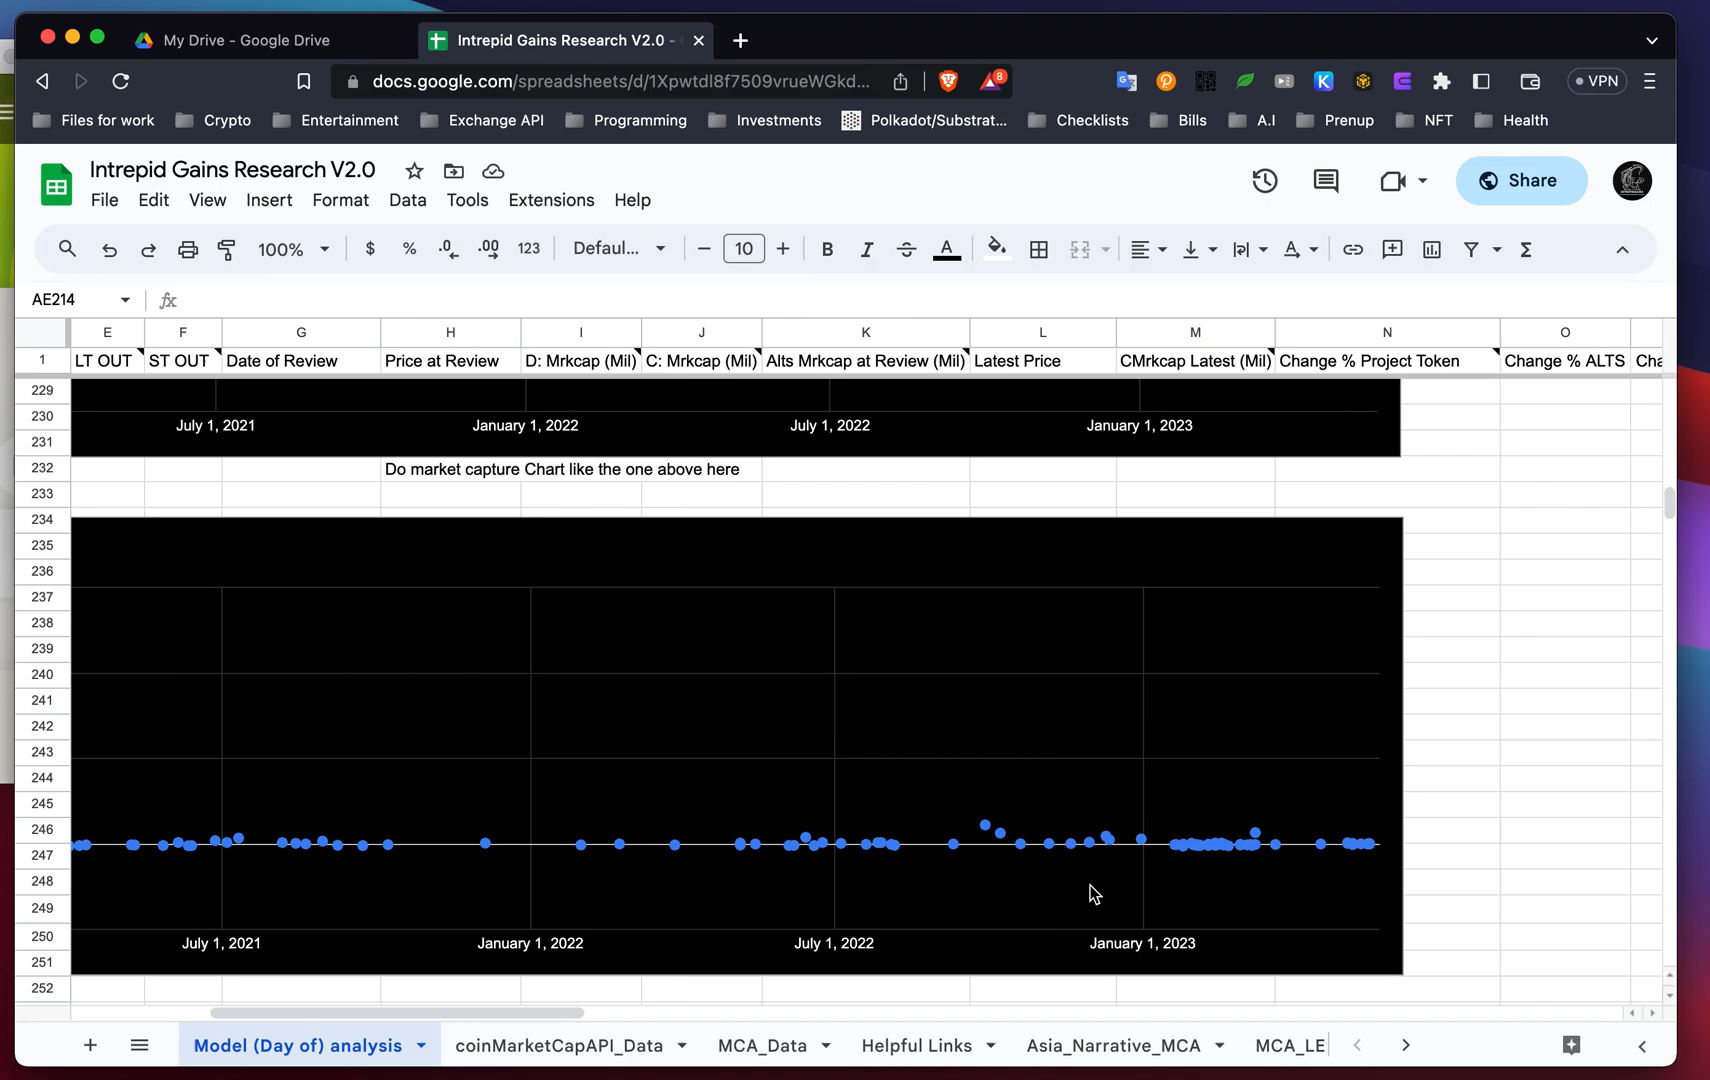 My Drive - Google Drive
Intrepid Gains Research V2.0 -
docs.google.com/spreadsheets/d/1Xpwtdl8f7509vrueWGkd...
8
VPN
Files for work
Crypto
Entertainment
Exchange API
Programming
Investments
Polkadot/Substrat...
Checklists
Bills
A.I
Prenup
NFT
Health
Intrepid Gains Research V2.0
Share
File Edit View Insert Format Data Tools Extensions Help
100% $ % .0 .00 123 Defaul... 10 B I S A
AE214 fx
E F G H I J K L M N O
1 LT OUT ST OUT Date of Review Price at Review D: Mrkcap (Mil) C: Mrkcap (Mil) Alts Mrkcap at Review (Mil) Latest Price CMrkcap Latest (Mil) Change % Project Token Change % ALTS Cha
229
230
July 1, 2021 January 1, 2022 July 1, 2022 January 1, 2023
231
232 Do market capture Chart like the one above here
233
234
235
236
237
238
239
240
241
242
243
244
245
246
247
248
249
250
July 1, 2021 January 1, 2022 July 1, 2022 January 1, 2023
251
252
Model (Day of) analysis coinMarketCapAPI_Data MCA_Data Helpful Links Asia_Narrative_MCA MCA_LE